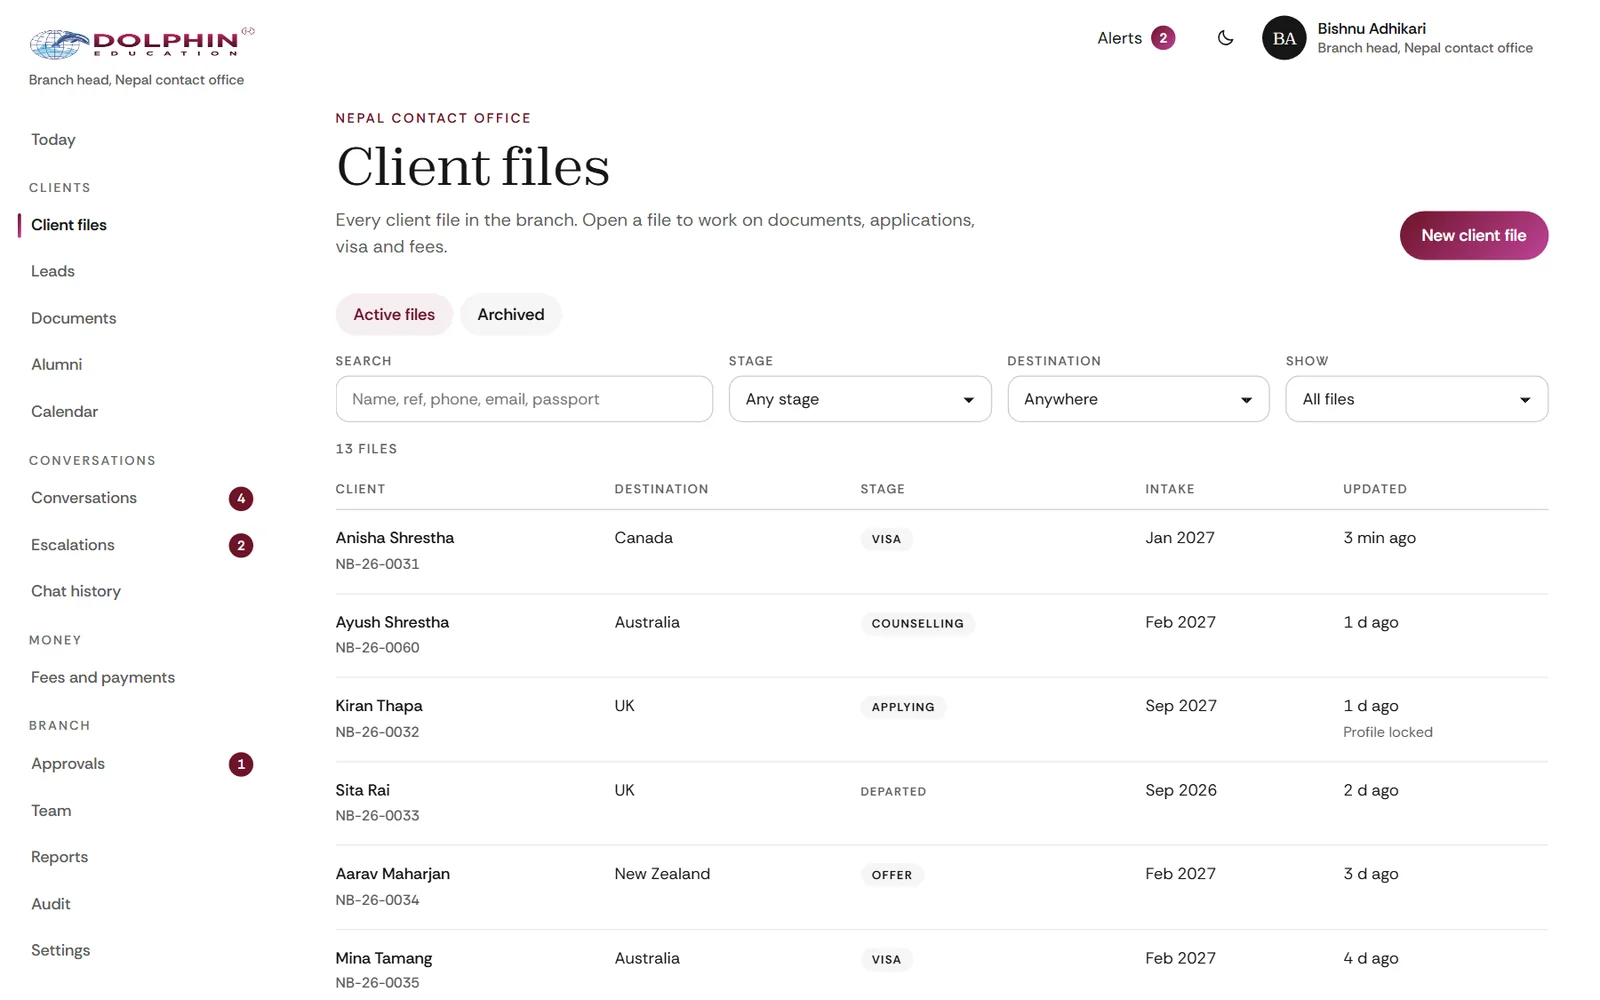 DOLPHIN
EDUCATION
Branch head, Nepal contact office
Today
CLIENTS
Client files
Leads
Documents
Alumni
Calendar
CONVERSATIONS
Conversations 4
Escalations 2
Chat history
MONEY
Fees and payments
BRANCH
Approvals 1
Team
Reports
Audit
Settings
Alerts 2
BA
Bishnu Adhikari
Branch head, Nepal contact office
NEPAL CONTACT OFFICE
Client files
Every client file in the branch. Open a file to work on documents, applications,
visa and fees.
New client file
Active files Archived
SEARCH STAGE DESTINATION SHOW
Name, ref, phone, email, passport Any stage Anywhere All files
13 FILES
CLIENT DESTINATION STAGE INTAKE UPDATED
Anisha Shrestha Canada VISA Jan 2027 3 min ago
NB-26-0031
Ayush Shrestha Australia COUNSELLING Feb 2027 1 d ago
NB-26-0060
Kiran Thapa UK APPLYING Sep 2027 1 d ago
NB-26-0032 Profile locked
Sita Rai UK DEPARTED Sep 2026 2 d ago
NB-26-0033
Aarav Maharjan New Zealand OFFER Feb 2027 3 d ago
NB-26-0034
Mina Tamang Australia VISA Feb 2027 4 d ago
NB-26-0035